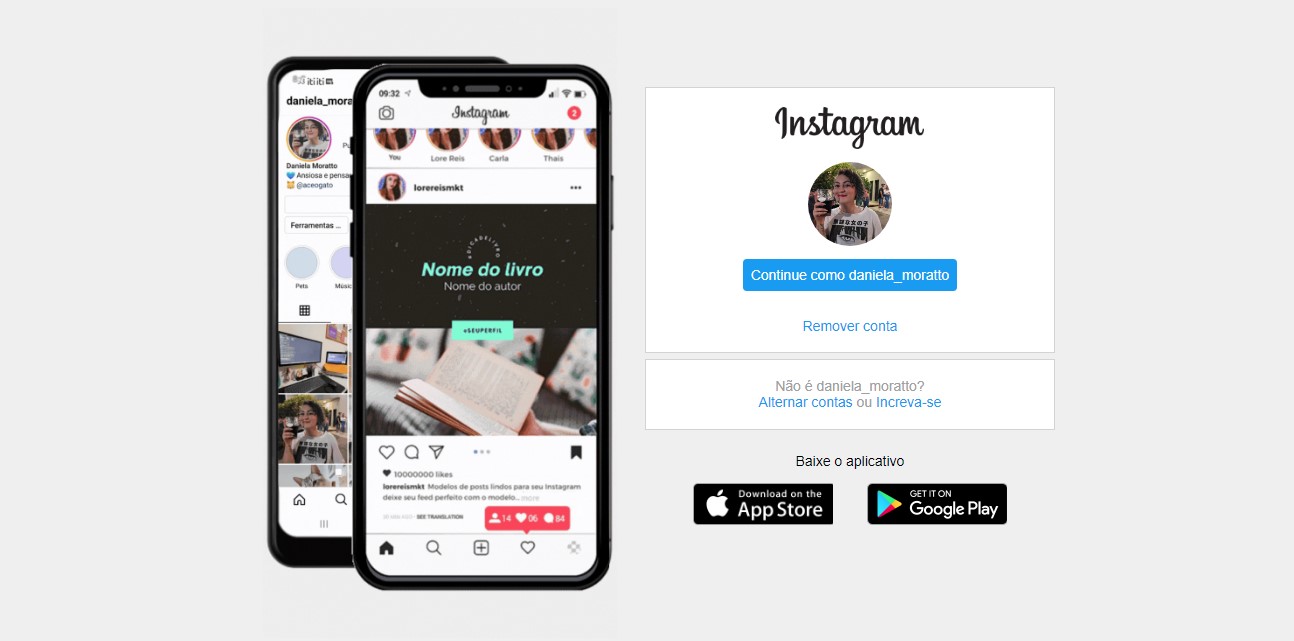 daniela_mora
Daniela Moratto
Ansiosa e pensa
@aceogato
Ferramentas ...
Pets
Músic
09:32
Instagram
2
You
Lore Reis
Carla
Thais
lorereismkt
#DICADELIVRO
Nome do livro
Nome do autor
#SEUPERFIL
10000000 likes
lorereismkt Modelos de posts lindos para seu Instagram
deixe seu feed perfeito com o modelo... more
SEE TRANSLATION
14 06 84
Instagram
Continue como daniela_moratto
Remover conta
Não é daniela_moratto?
Alternar contas ou Increva-se
Baixe o aplicativo
Download on the
App Store
GET IT ON
Google Play